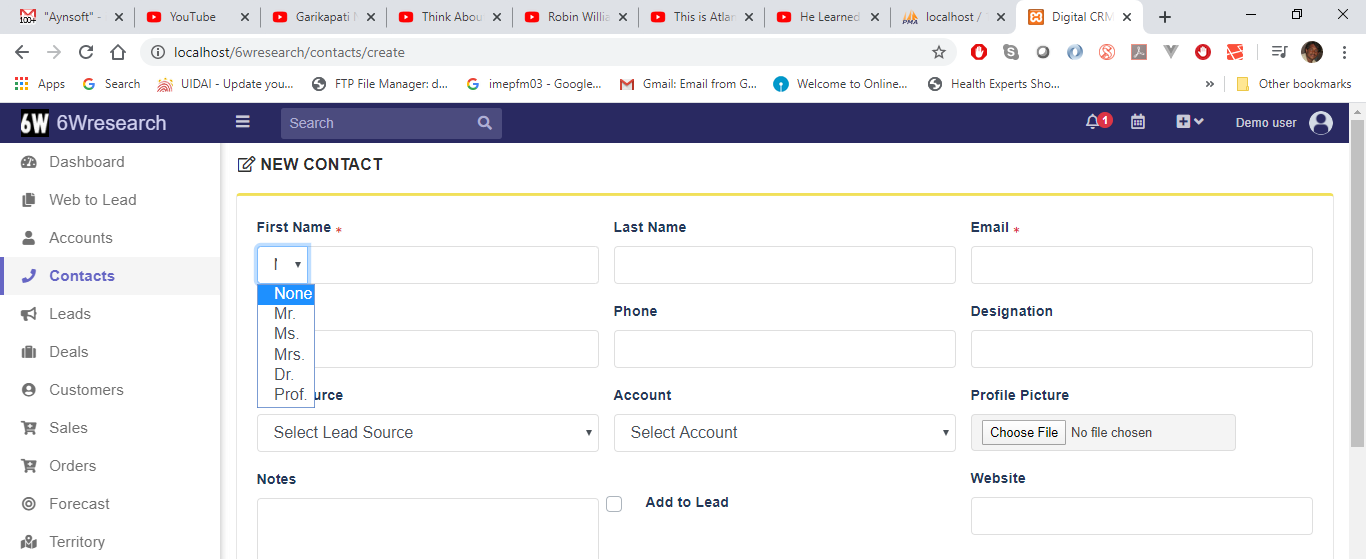 100+ "Aynsoft" -
YouTube
Garikapati
Think Abou
Robin Willia
This is Atlan
He Learned
PMA localhost /
Digital CRM
localhost/6wresearch/contacts/create
Apps
Search
UIDAI - Update you...
FTP File Manager: d...
imepfm03 - Google...
Gmail: Email from G...
Welcome to Online...
Health Experts Sho...
»
Other bookmarks
6W 6Wresearch
Search
1
Demo user
Dashboard
Web to Lead
Accounts
Contacts
Leads
Deals
Customers
Sales
Orders
Forecast
Territory
NEW CONTACT
First Name *
Last Name
Email *
None
Mr.
Ms.
Mrs.
Dr.
Prof.
Phone
Designation
urce
Account
Profile Picture
Select Lead Source
Select Account
Choose File No file chosen
Notes
Add to Lead
Website